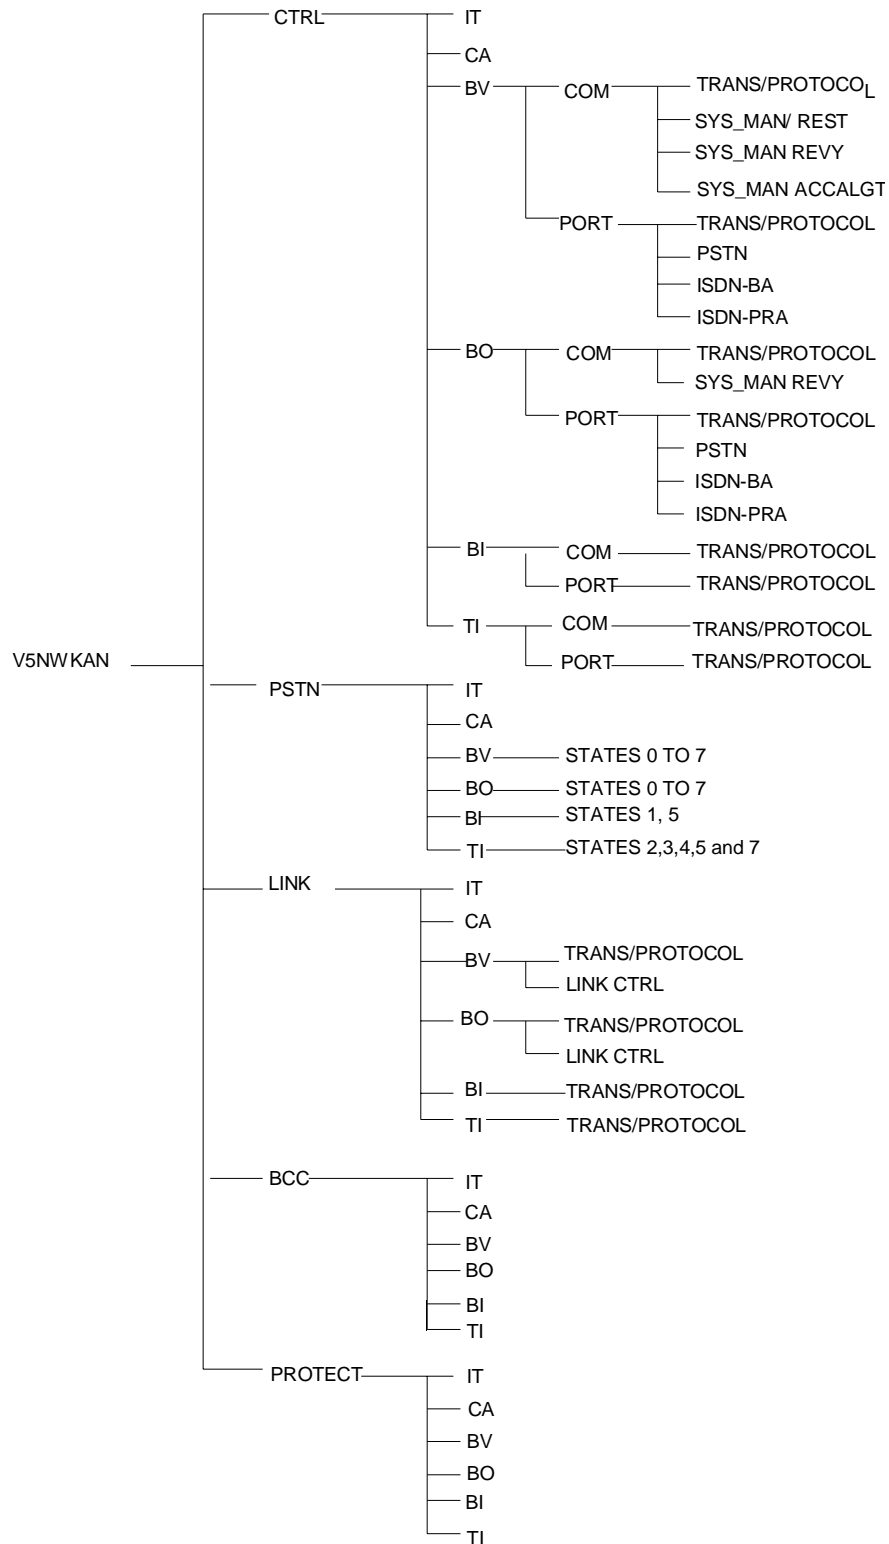 CTRL IT
CA
BV COM TRANS/PROTOCOL
SYS_MAN/ REST
SYS_MAN REVY
SYS_MAN ACCALGT
PORT TRANS/PROTOCOL
PSTN
ISDN-BA
ISDN-PRA
BO COM TRANS/PROTOCOL
SYS_MAN REVY
PORT TRANS/PROTOCOL
PSTN
ISDN-BA
ISDN-PRA
BI COM TRANS/PROTOCOL
PORT TRANS/PROTOCOL
TI COM TRANS/PROTOCOL
V5NWKAN PORT TRANS/PROTOCOL
PSTN IT
CA
BV STATES 0 TO 7
BO STATES 0 TO 7
BI STATES 1, 5
TI STATES 2,3,4,5 and 7
LINK IT
CA
BV TRANS/PROTOCOL
LINK CTRL
BO TRANS/PROTOCOL
LINK CTRL
BI TRANS/PROTOCOL
TI TRANS/PROTOCOL
BCC IT
CA
BV
BO
BI
TI
PROTECT IT
CA
BV
BO
BI
TI